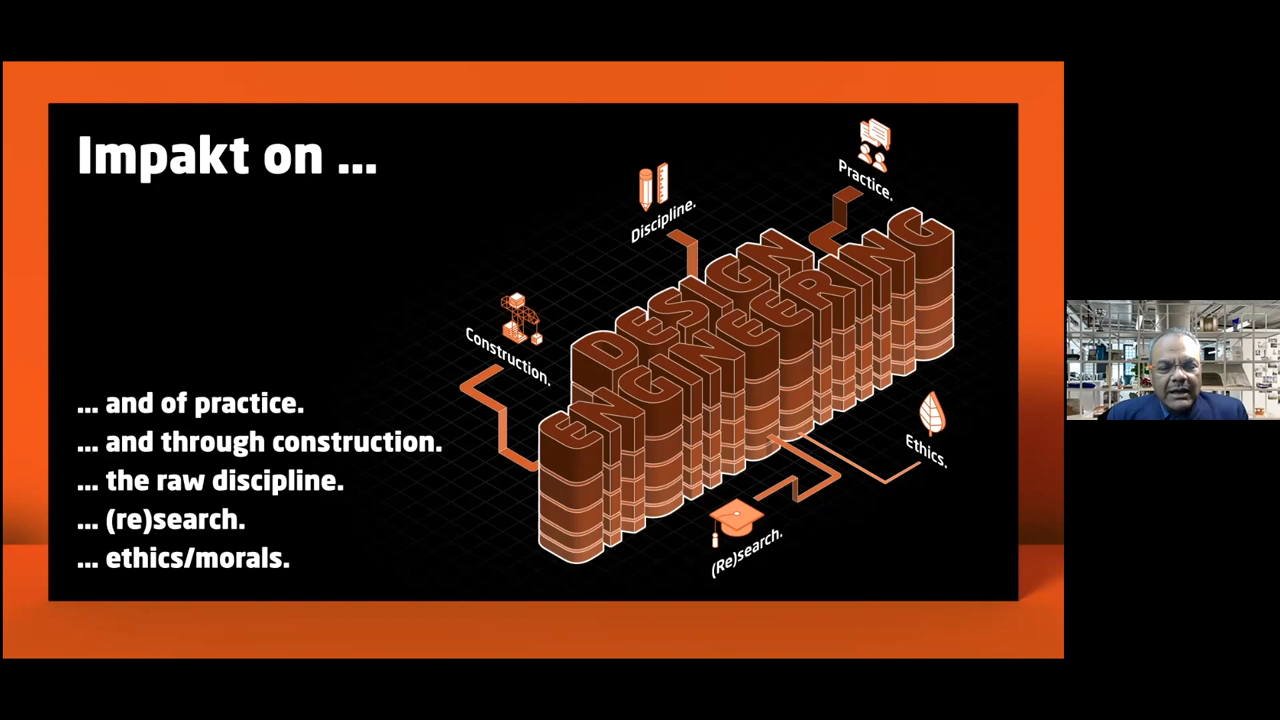 Impakt on ...
... and of practice.
... and through construction.
... the raw discipline.
... (re)search.
... ethics/morals.
Practice.
Discipline.
Construction.
DESIGN
ENGINEERING
Ethics.
(Re)search.